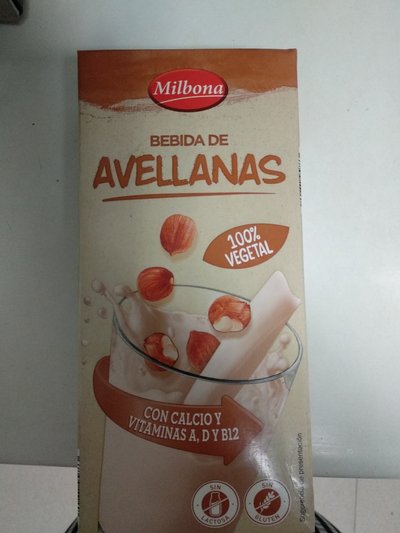 Milbona
BEBIDA DE
AVELLANAS
100%
VEGETAL
CON CALCIO Y
VITAMINAS A, D Y B12
SIN
LACTOSA
SIN
GLUTEN
Sugerencia de presentación